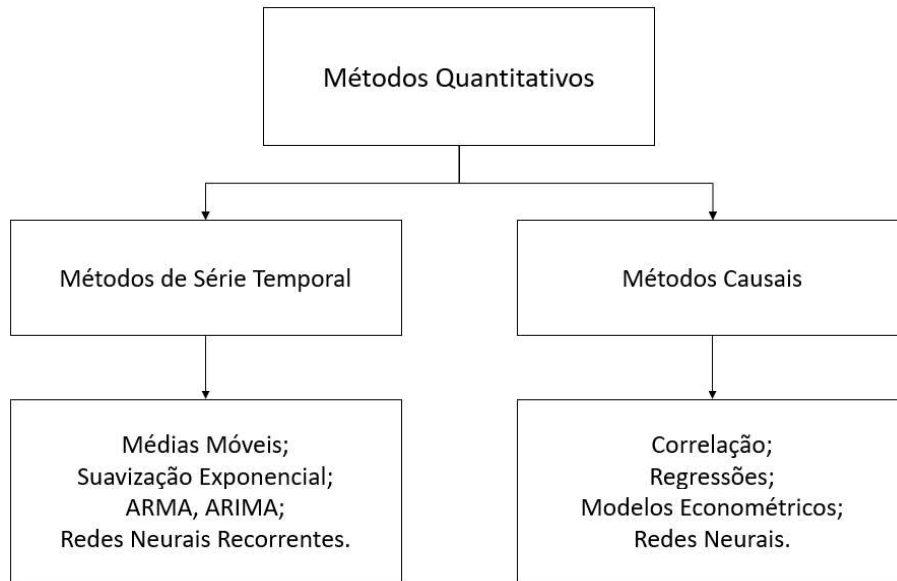 Métodos Quantitativos
Métodos de Série Temporal
Métodos Causais
Médias Móveis;
Suavização Exponencial;
ARMA, ARIMA;
Redes Neurais Recorrentes.
Correlação;
Regressões;
Modelos Econométricos;
Redes Neurais.